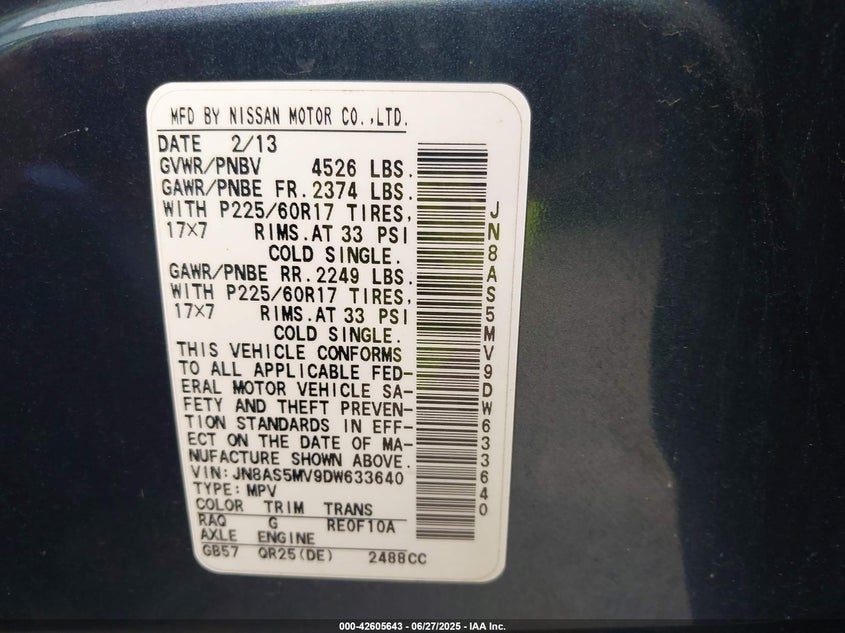 MFD BY NISSAN MOTOR CO.,LTD.
DATE 2/13
GVWR/PNBV 4526 LBS.
GAWR/PNBE FR.2374 LBS.
WITH P225/60R17 TIRES,
17×7 RIMS.AT 33 PSI
COLD SINGLE.
GAWR/PNBE RR.2249 LBS.
WITH P225/60R17 TIRES,
17×7 RIMS.AT 33 PSI
COLD SINGLE.
THIS VEHICLE CONFORMS
TO ALL APPLICABLE FED-
ERAL MOTOR VEHICLE SA-
FETY AND THEFT PREVEN-
TION STANDARDS IN EFF-
ECT ON THE DATE OF MA-
NUFACTURE SHOWN ABOVE.
VIN: JN8AS5MV9DW633640
TYPE: MPV
COLOR TRIM TRANS
RAQ G RE0F10A
AXLE ENGINE
GB57 QR25(DE) 2488CC
JN8AS5MV9DW633640
000-42605643 - 06/27/2025 - IAA Inc.